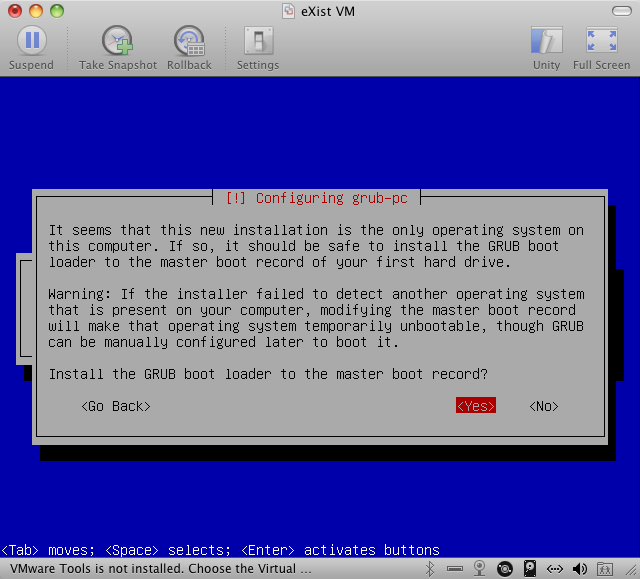 eXist VM
Suspend
Take Snapshot
Rollback
Settings
Unity
Full Screen
[!] Configuring grub-pc
It seems that this new installation is the only operating system on
this computer. If so, it should be safe to install the GRUB boot
loader to the master boot record of your first hard drive.
Warning: If the installer failed to detect another operating system
that is present on your computer, modifying the master boot record
will make that operating system temporarily unbootable, though GRUB
can be manually configured later to boot it.
Install the GRUB boot loader to the master boot record?
<Go Back> <Yes> <No>
<Tab> moves; <Space> selects; <Enter> activates buttons
VMware Tools is not installed. Choose the Virtual ...